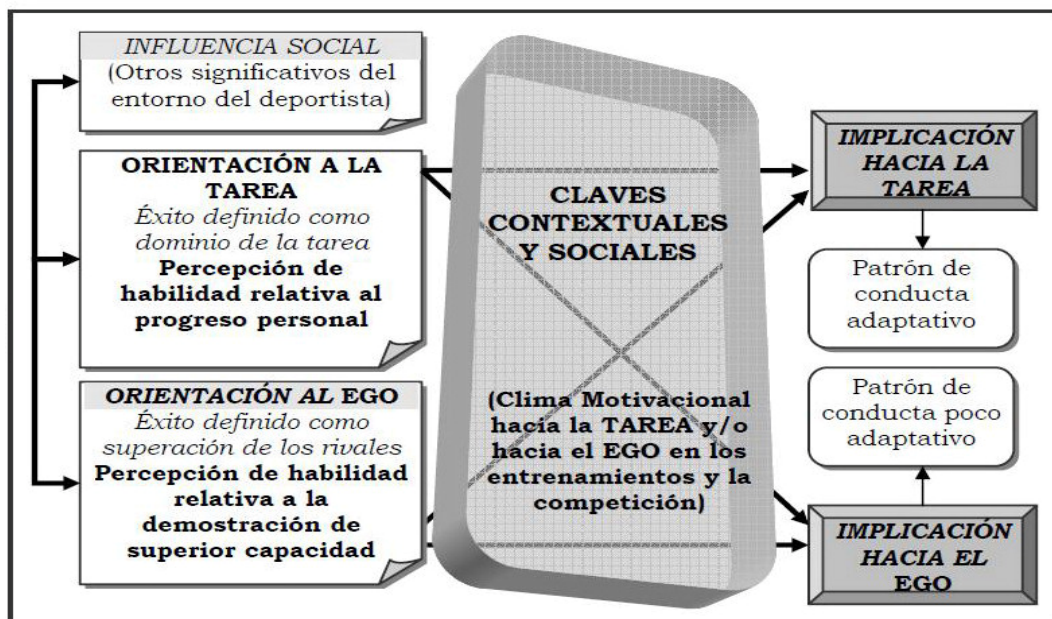 INFLUENCIA SOCIAL
(Otros significativos del
entorno del deportista)
ORIENTACIÓN A LA
TAREA
Éxito definido como
dominio de la tarea
Percepción de
habilidad relativa al
progreso personal
ORIENTACIÓN AL EGO
Éxito definido como
superación de los rivales
Percepción de habilidad
relativa a la
demostración de
superior capacidad
CLAVES
CONTEXTUALES
Y SOCIALES
(Clima Motivacional
hacia la TAREA y/o
hacia el EGO en los
entrenamientos y la
competición)
IMPLICACIÓN
HACIA LA
TAREA
Patrón de
conducta
adaptativo
Patrón de
conducta poco
adaptativo
IMPLICACIÓN
HACIA EL
EGO